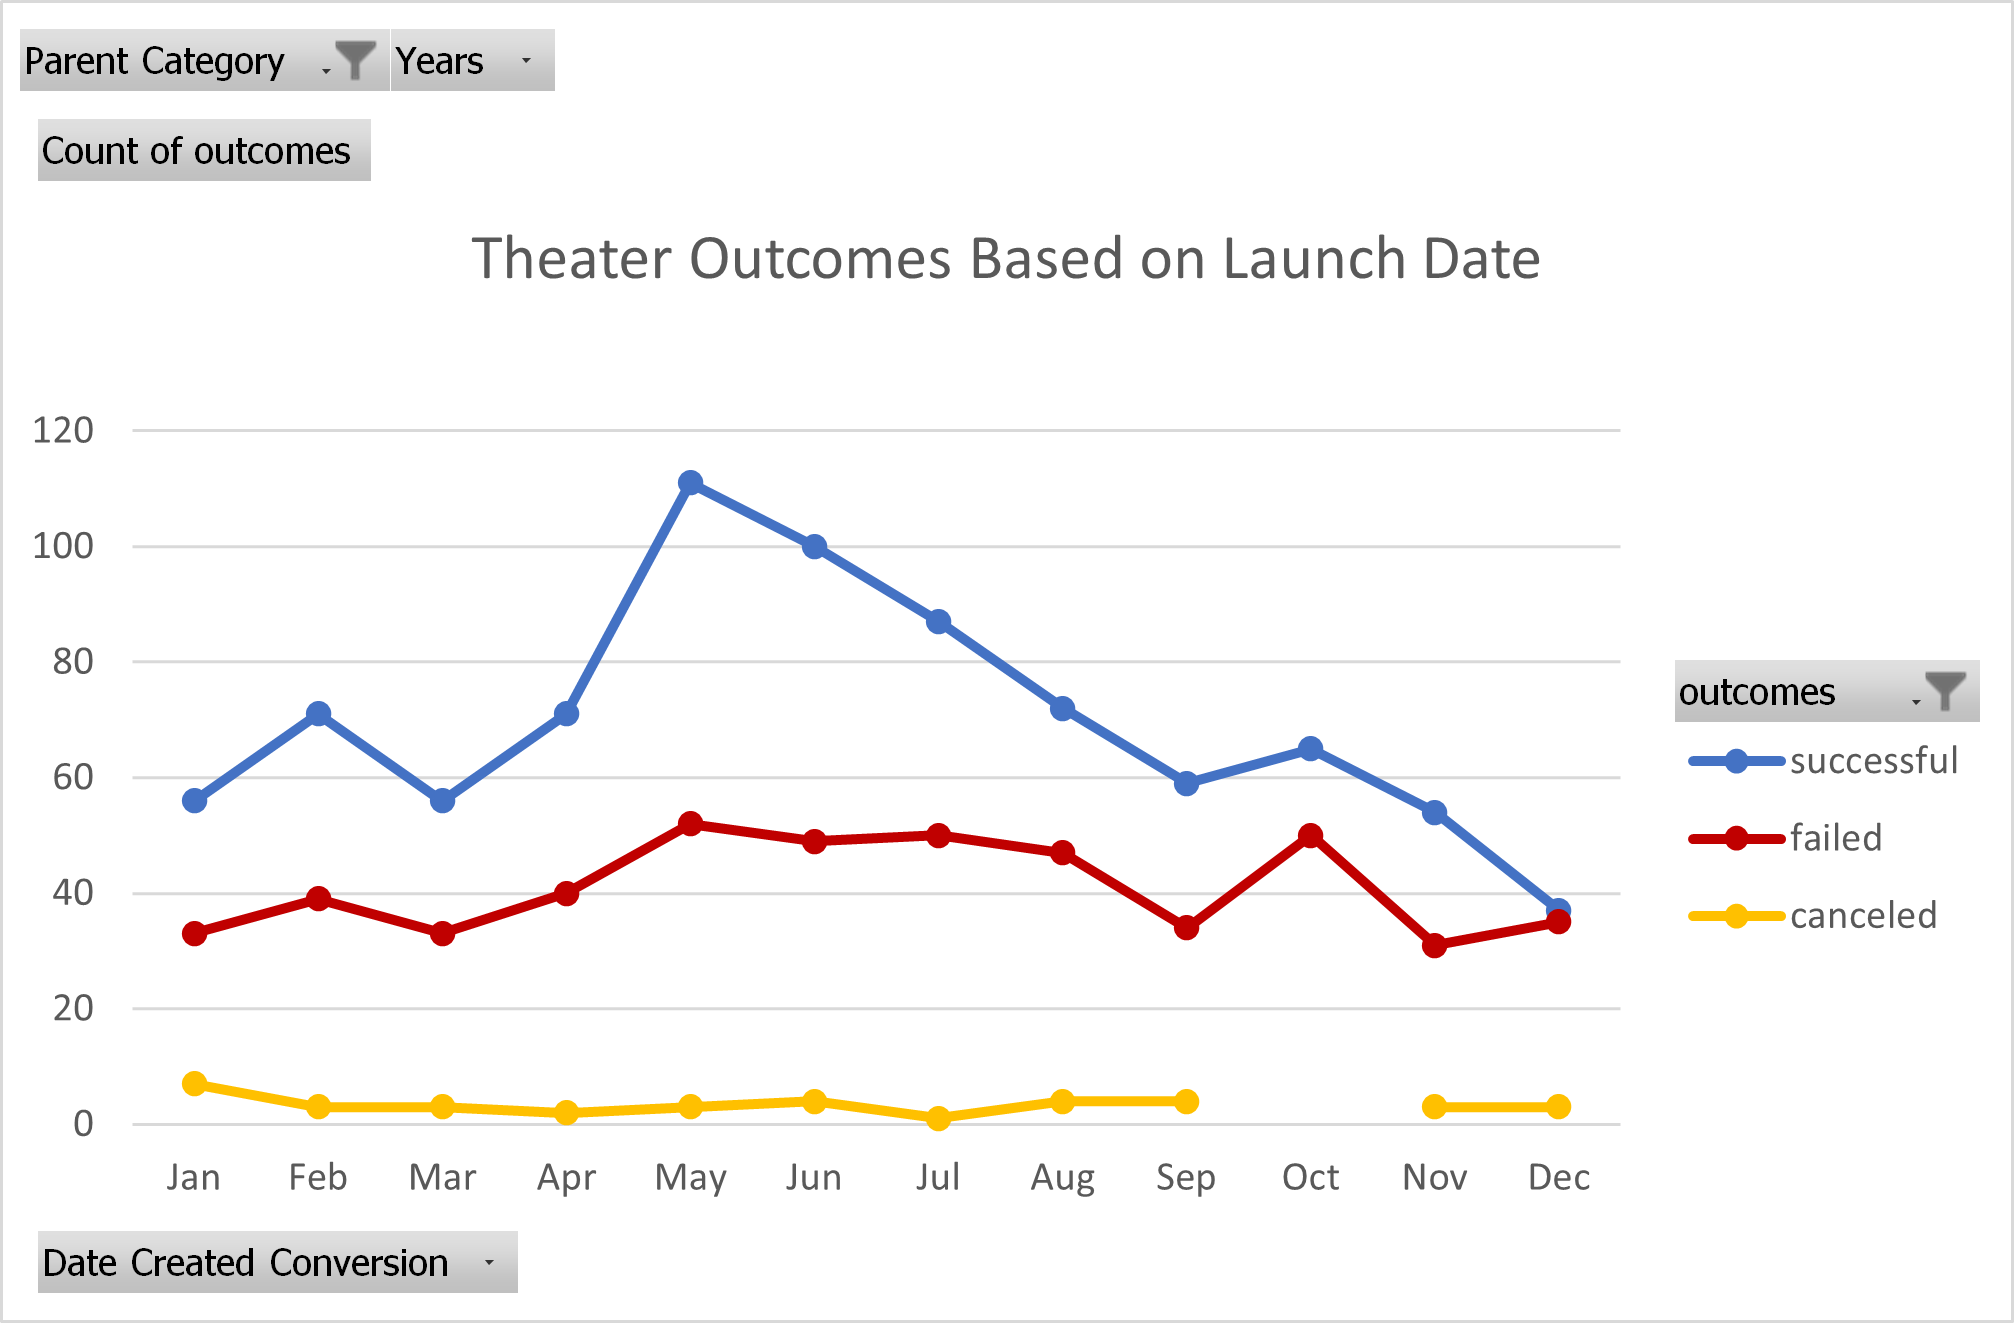 Parent Category Years
Count of outcomes
Theater Outcomes Based on Launch Date
120
100
80
60
40
20
0
Jan Feb Mar Apr May Jun Jul Aug Sep Oct Nov Dec
outcomes
successful
failed
canceled
Date Created Conversion